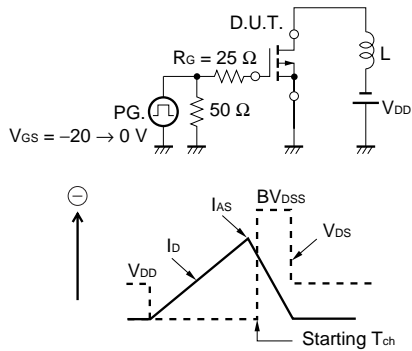 D.U.T.
RG = 25 Ω
L
PG.
50 Ω
VDD
VGS = −20 → 0 V
⊖
IAS
BVDSS
ID
VDS
VDD
Starting Tch